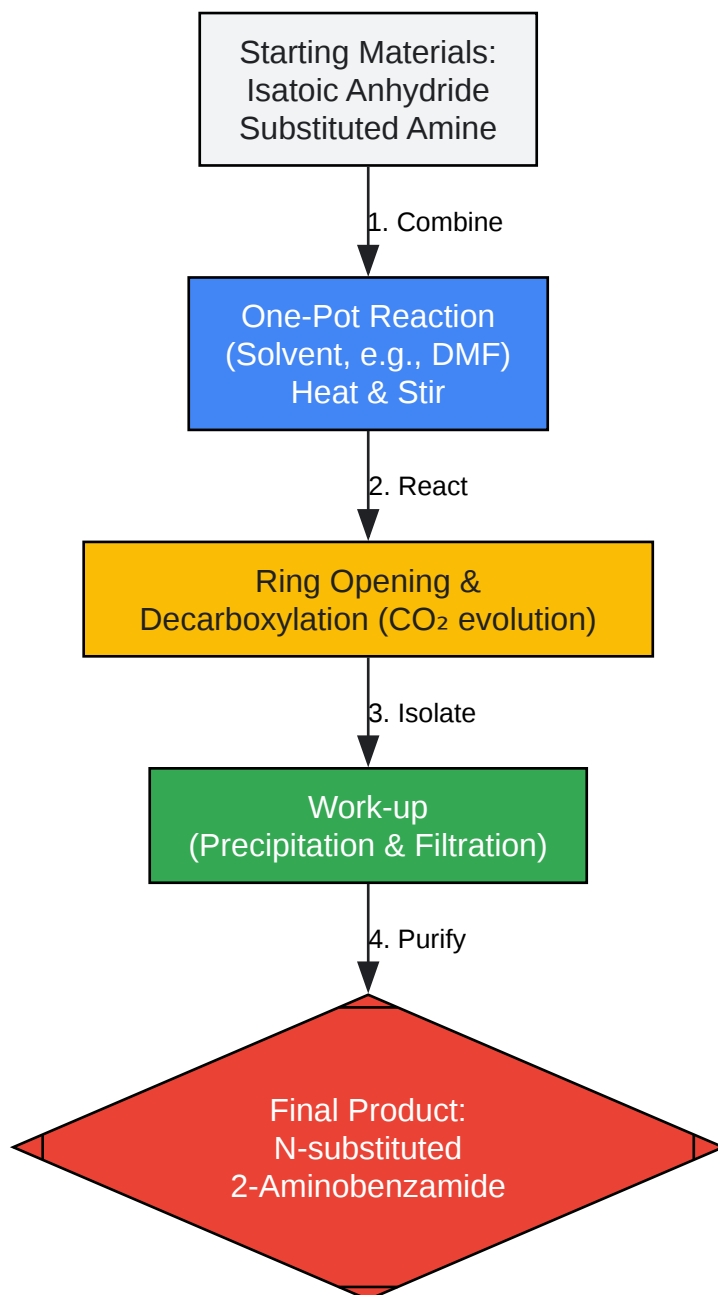 Starting Materials:
Isatoic Anhydride
Substituted Amine
1. Combine
One-Pot Reaction
(Solvent, e.g., DMF)
Heat & Stir
2. React
Ring Opening &
Decarboxylation (CO₂ evolution)
3. Isolate
Work-up
(Precipitation & Filtration)
4. Purify
Final Product:
N-substituted
2-Aminobenzamide